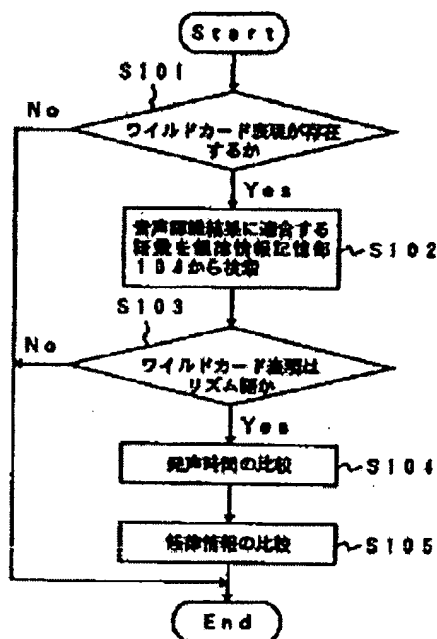 Start
S101
No
ワイルドカード表現が存在
するか
Yes
音声認識結果に適合する
語彙を韻律情報記憶部
104から検索
S102
S103
No
ワイルドカード表現は
リズム語か
Yes
発声時間の比較
S104
韻律情報の比較
S105
End